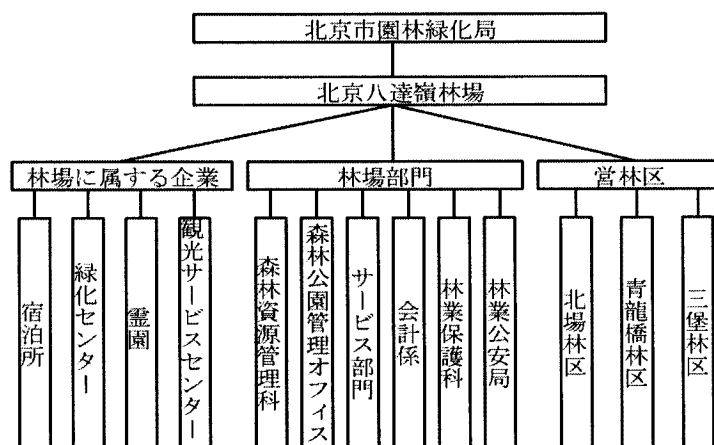 北京市園林緑化局
北京八達嶺林場
林場に属する企業
林場部門
営林区
宿泊所
緑化センター
霊園
観光サービスセンター
森林資源管理科
森林公園管理オフィス
サービス部門
会計係
林業保護科
林業公安局
北場林区
青龍橋林区
三堡林区